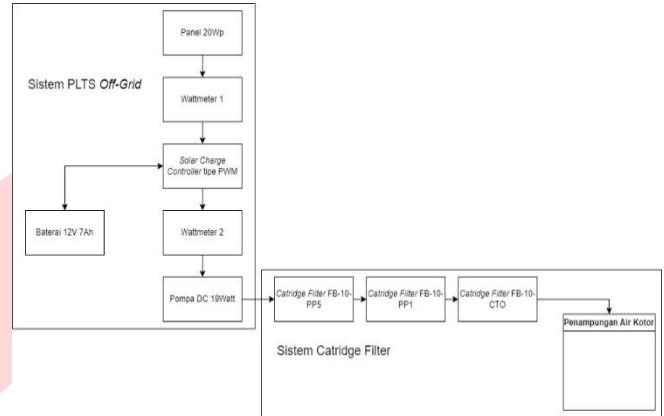 Panel 20Wp
Sistem PLTS Off-Grid
Wattmeter 1
Solar Charge
Controller tipe PWM
Baterai 12V 7Ah
Wattmeter 2
Pompa DC 19Watt
Catridge Filter FB-10-
PP5
Catridge Filter FB-10-
PP1
Catridge Filter FB-10-
CTO
Penampungan Air Kotor
Sistem Catridge Filter